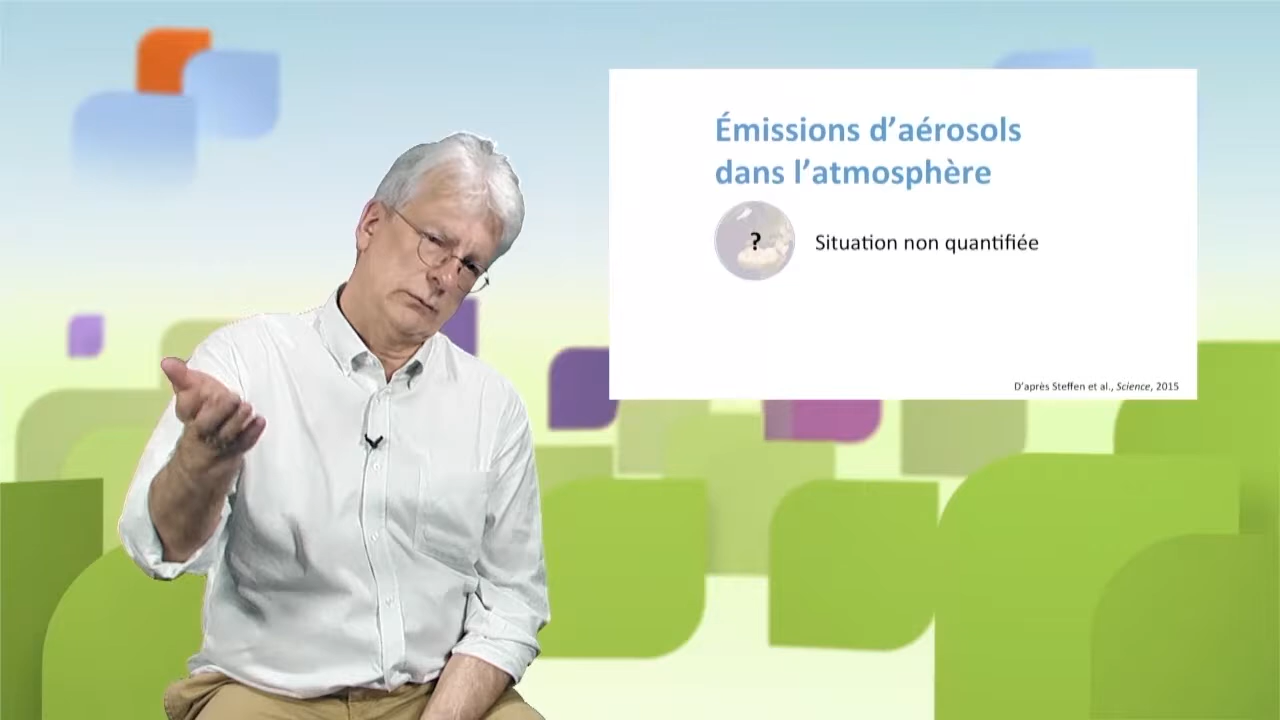 Émissions d’aérosols
dans l’atmosphère
?
Situation non quantifiée
D’après Steffen et al., Science, 2015